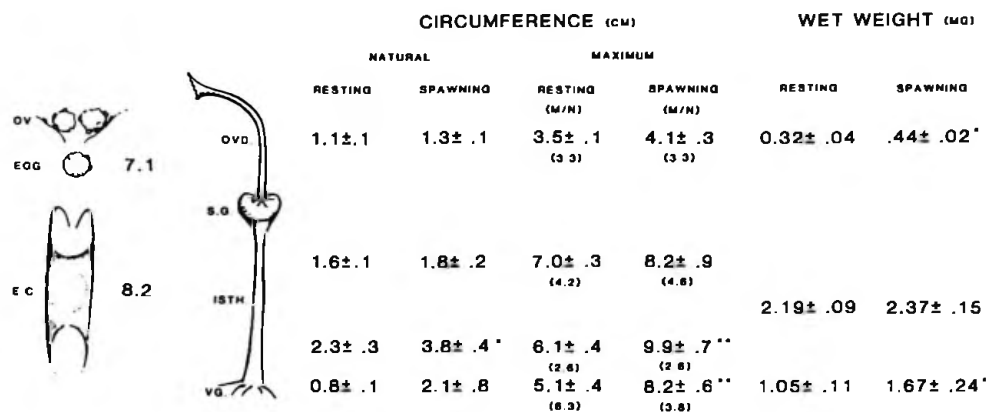 CIRCUMFERENCE (CM) WET WEIGHT (MG)
NATURAL MAXIMUM
RESTING SPAWNING RESTING SPAWNING RESTING SPAWNING
(M/N) (M/N)
OV
OVD 1.1±.1 1.3± .1 3.5± .1 4.1± .3 0.32± .04 .44± .02*
(3 3) (3 3)
EGG 7.1
S.G
1.6±.1 1.8± .2 7.0± .3 8.2± .9
(4.2) (4.6)
E C 8.2
ISTH
2.19± .09 2.37± .15
2.3± .3 3.8± .4* 6.1± .4 9.9± .7**
(2.6) (2 6)
VG 0.8± .1 2.1± .8 5.1± .4 8.2± .6** 1.05± .11 1.67± .24*
(6.3) (3.8)